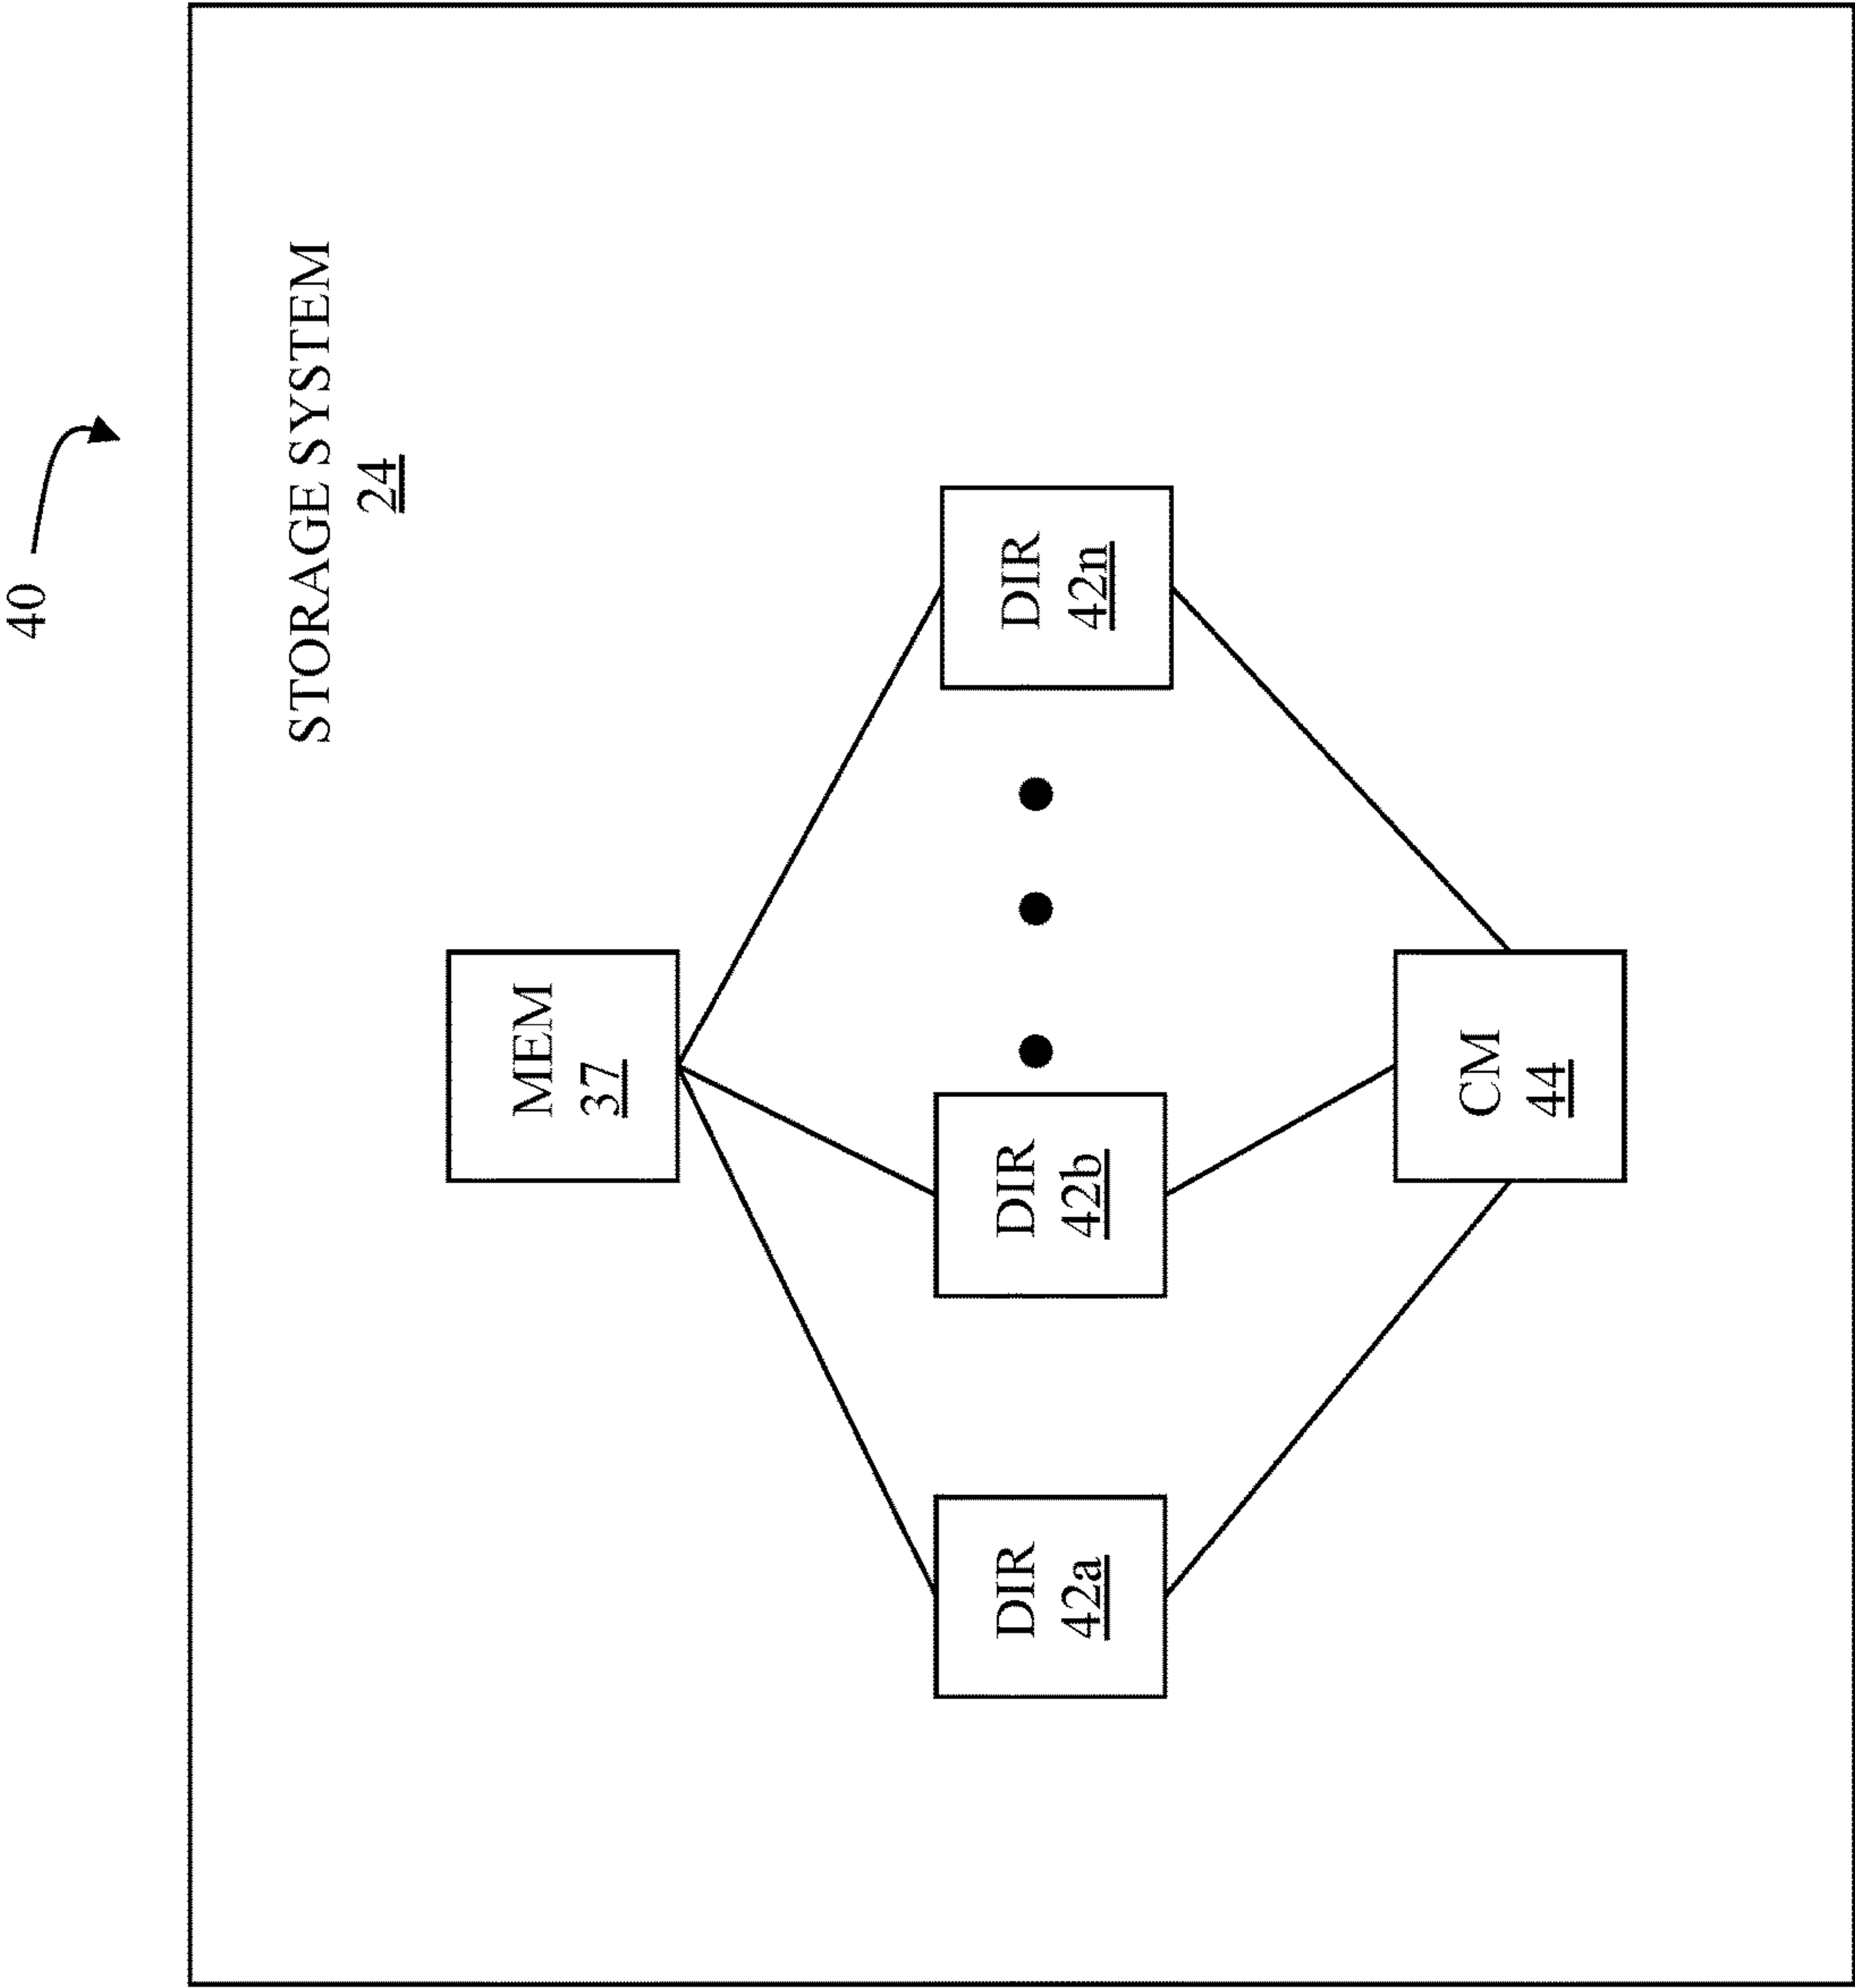 40
STORAGE SYSTEM
24
MEM
37
DIR
42a
DIR
42b
DIR
42n
CM
44